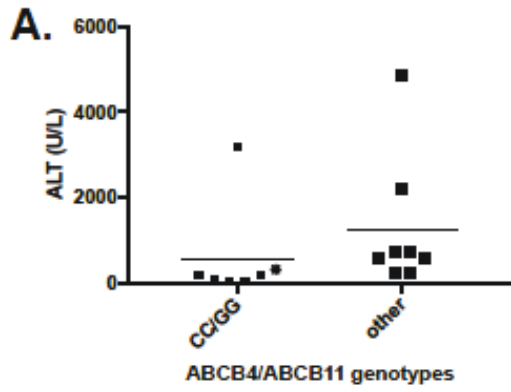 A.
6000
4000
2000
0
ALT (U/L)
CC/GG
other
ABCB4/ABCB11 genotypes